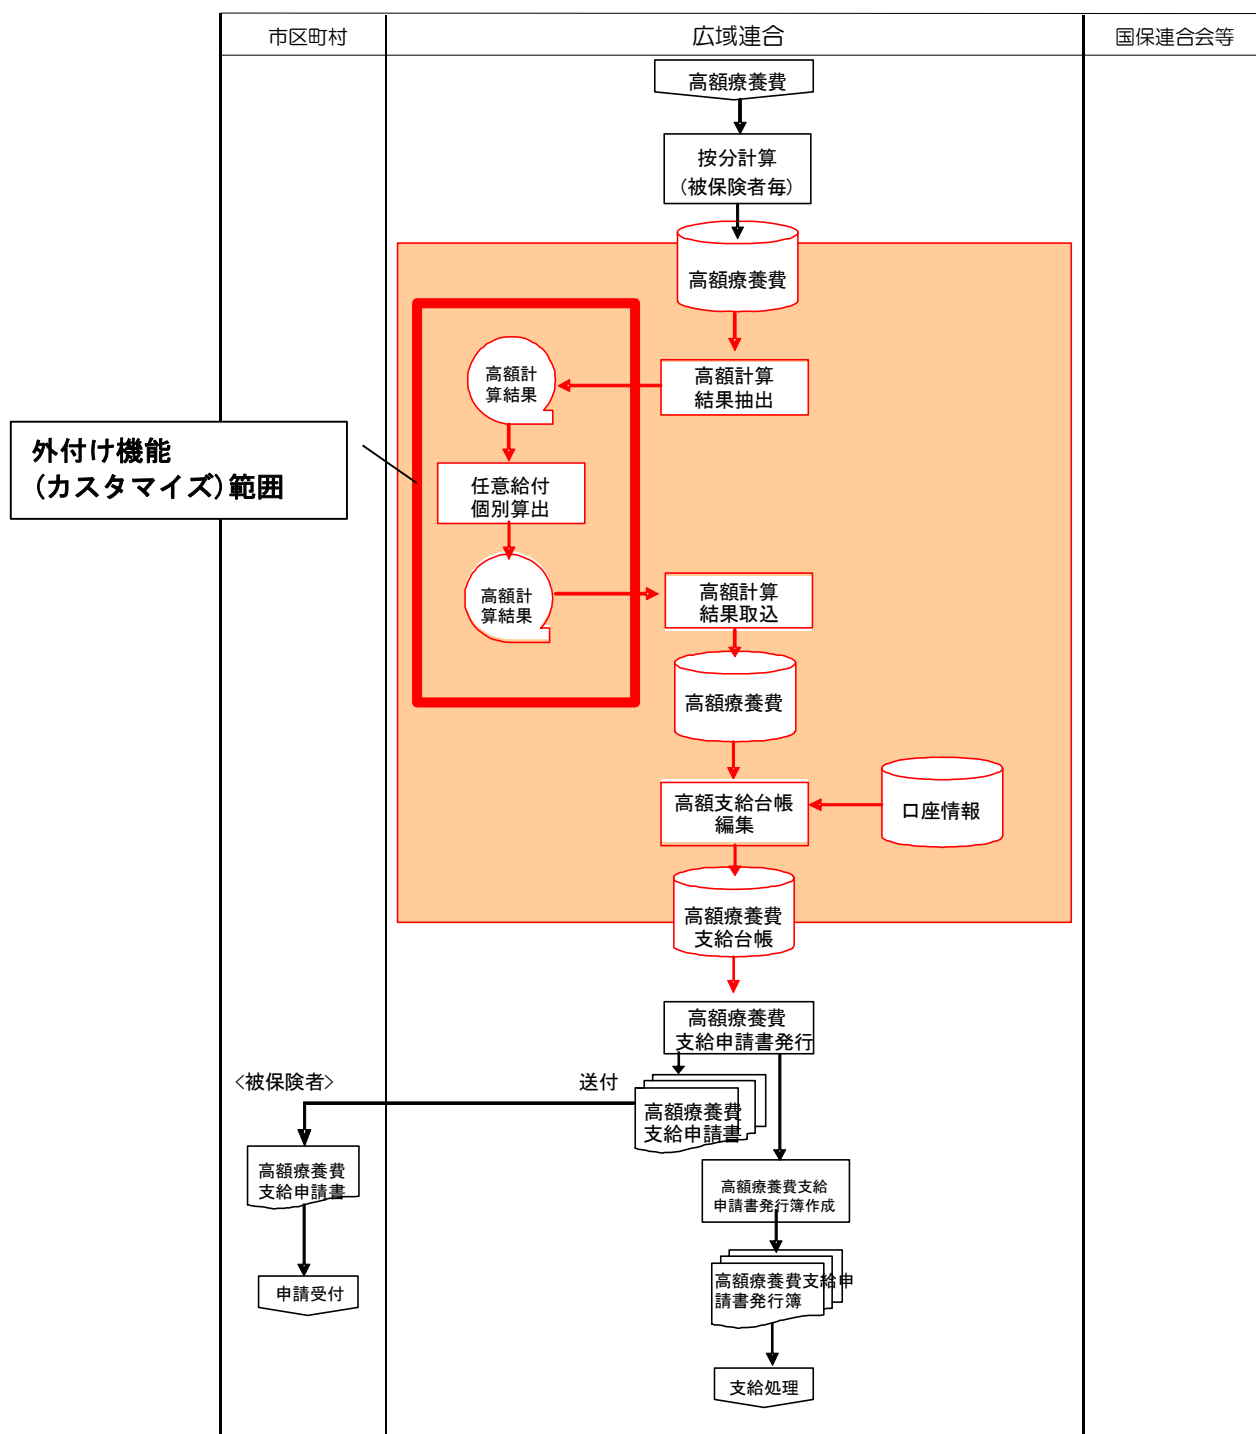 市区町村
広域連合
国保連合会等
高額療養費
按分計算
(被保険者毎)
高額療養費
高額計算
結果抽出
高額計
算結果
外付け機能
(カスタマイズ)範囲
任意給付
個別算出
高額計
算結果
高額計算
結果取込
高額療養費
高額支給台帳
編集
口座情報
高額療養費
支給台帳
高額療養費
支給申請書発行
<被保険者>
送付
高額療養費
支給申請書
高額療養費
支給申請書
高額療養費支給
申請書発行簿作成
申請受付
高額療養費支給申
請書発行簿
支給処理